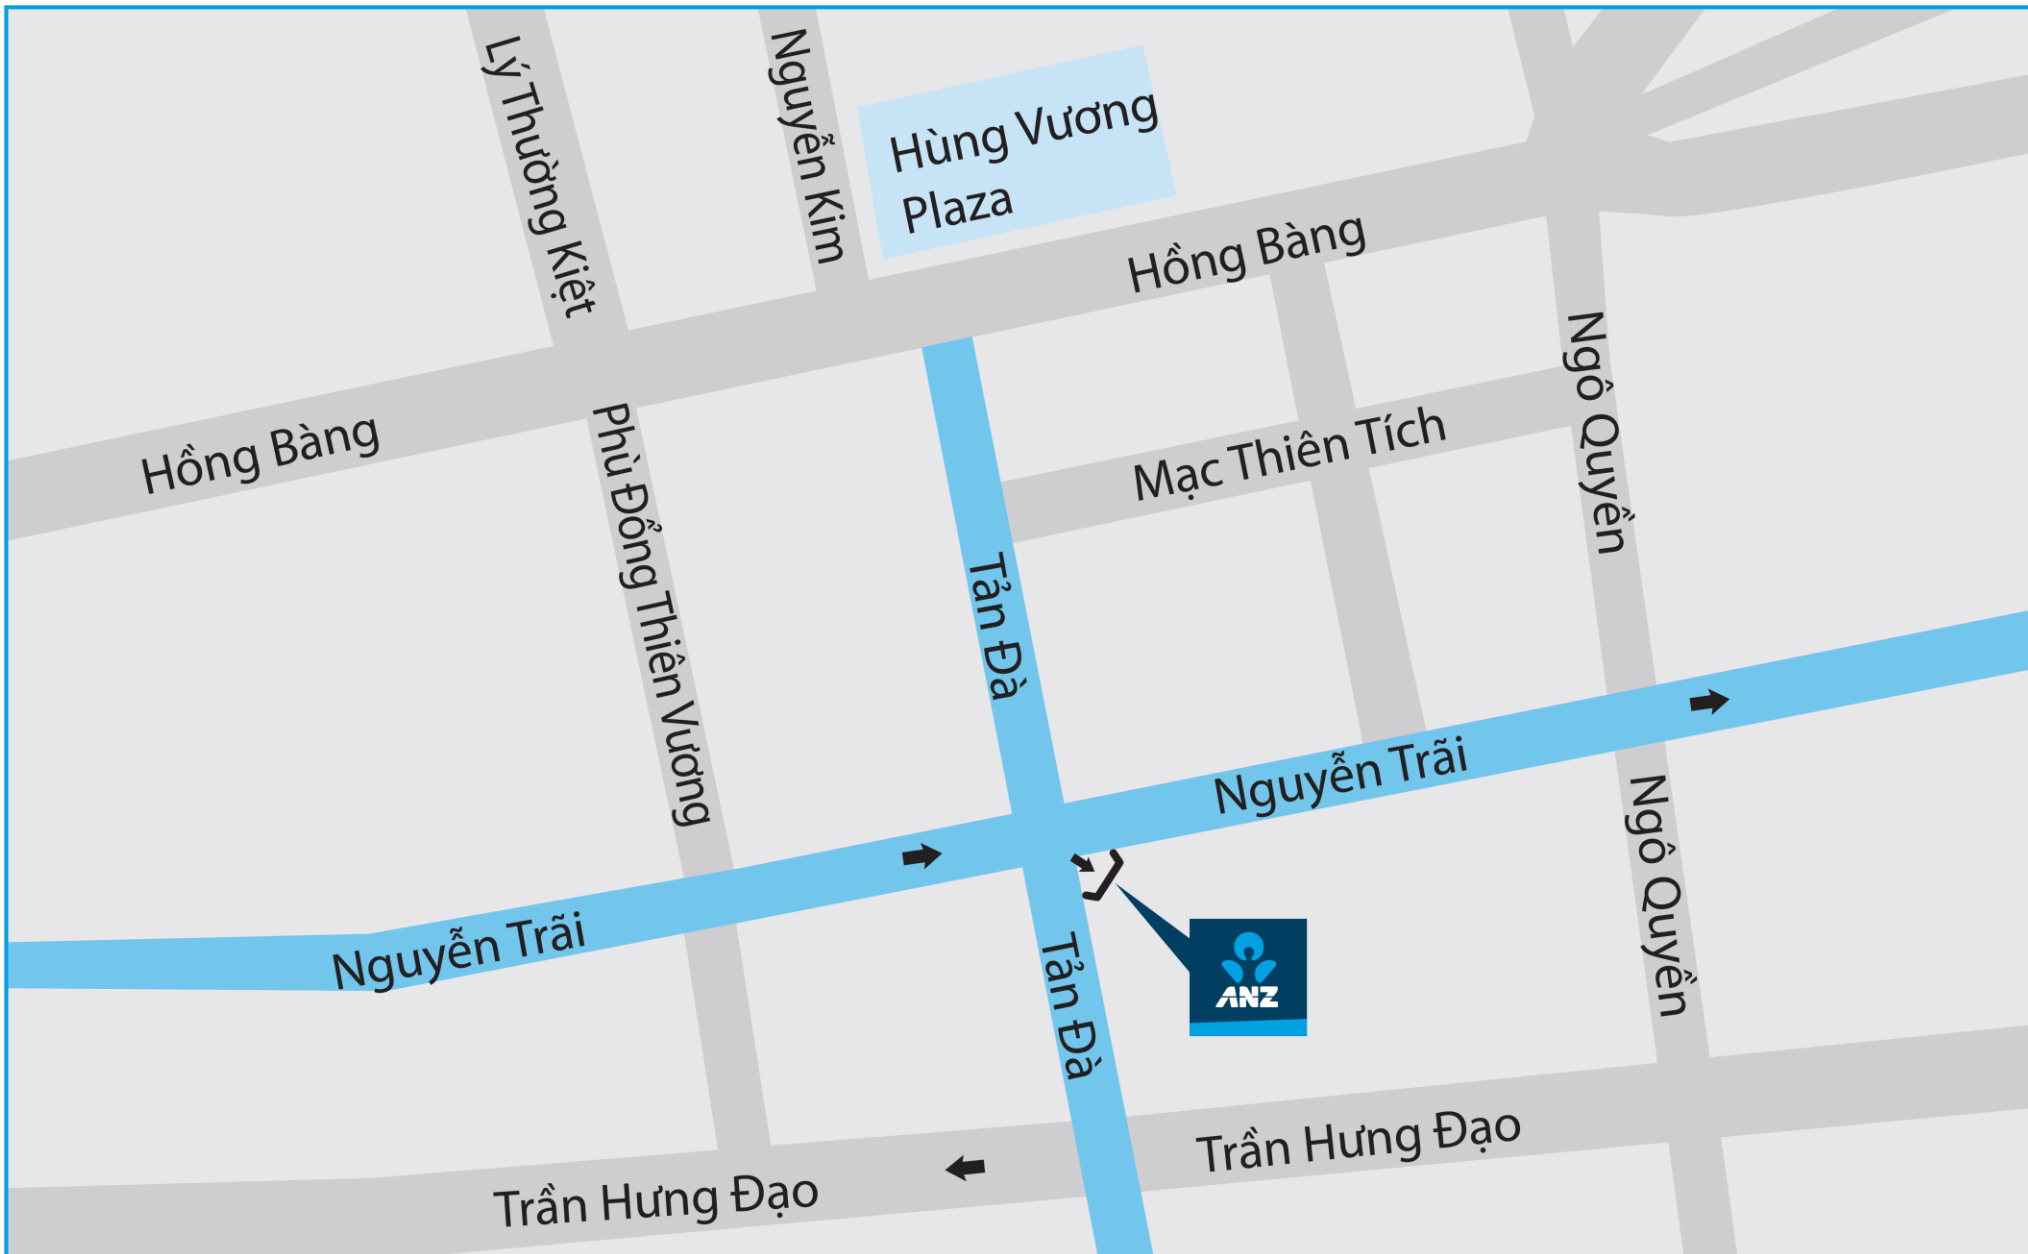 Lý Thường Kiệt
Nguyễn Kim
Hùng Vương
Plaza
Hồng Bàng
Hồng Bàng
Phù Đổng Thiên Vương
Mạc Thiên Tích
Ngô Quyền
Tản Đà
Nguyễn Trãi
Nguyễn Trãi
Ngô Quyền
Tản Đà
ANZ
Trần Hưng Đạo
Trần Hưng Đạo